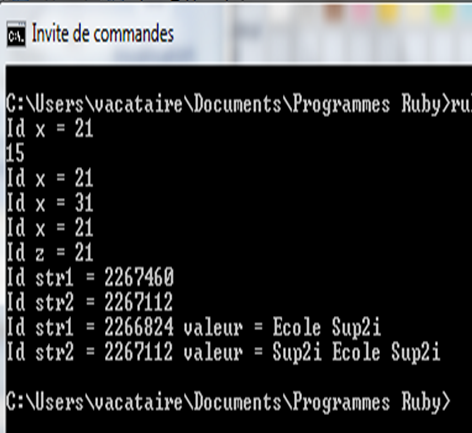 Invite de commandes
C:\Users\vacataire\Documents\Programmes Ruby>ru
Id x = 21
15
Id x = 21
Id x = 31
Id x = 21
Id z = 21
Id str1 = 2267460
Id str2 = 2267112
Id str1 = 2266824 valeur = Ecole Sup2i
Id str2 = 2267112 valeur = Sup2i Ecole Sup2i
C:\Users\vacataire\Documents\Programmes Ruby>